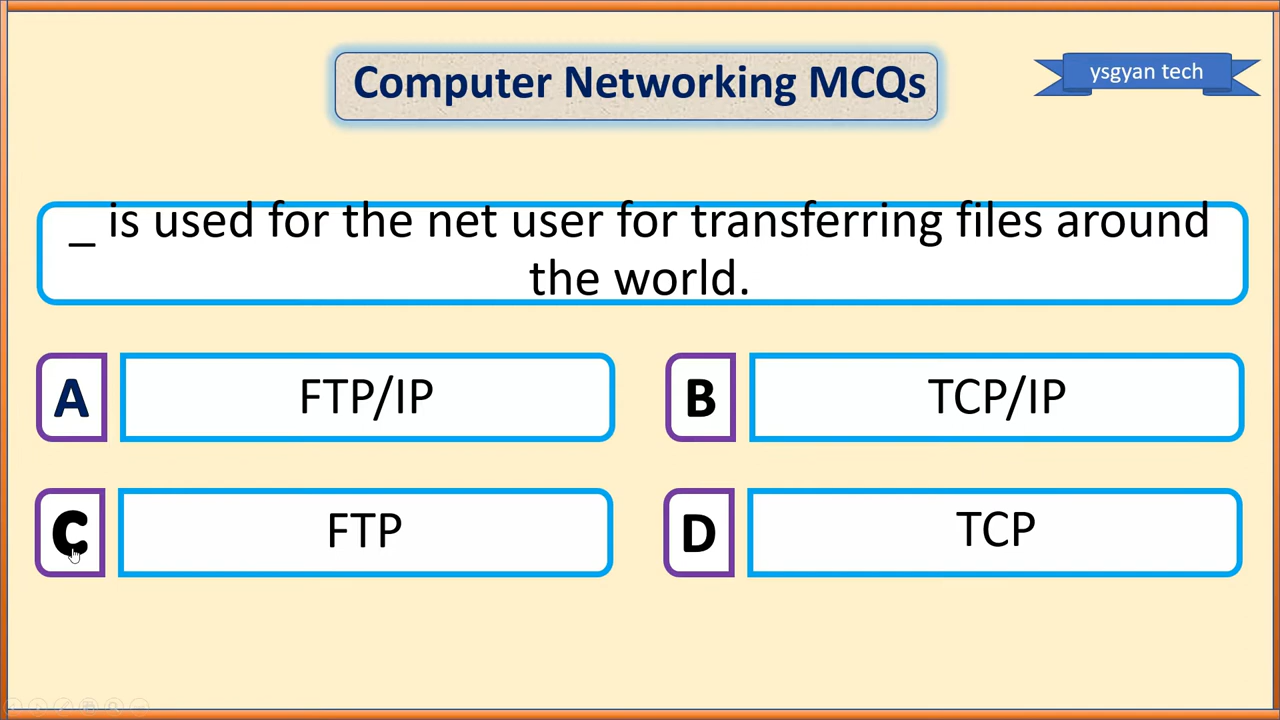 Computer Networking MCQs
ysgyan tech
_ is used for the net user for transferring files around
the world.
A
FTP/IP
B
TCP/IP
C
FTP
D
TCP